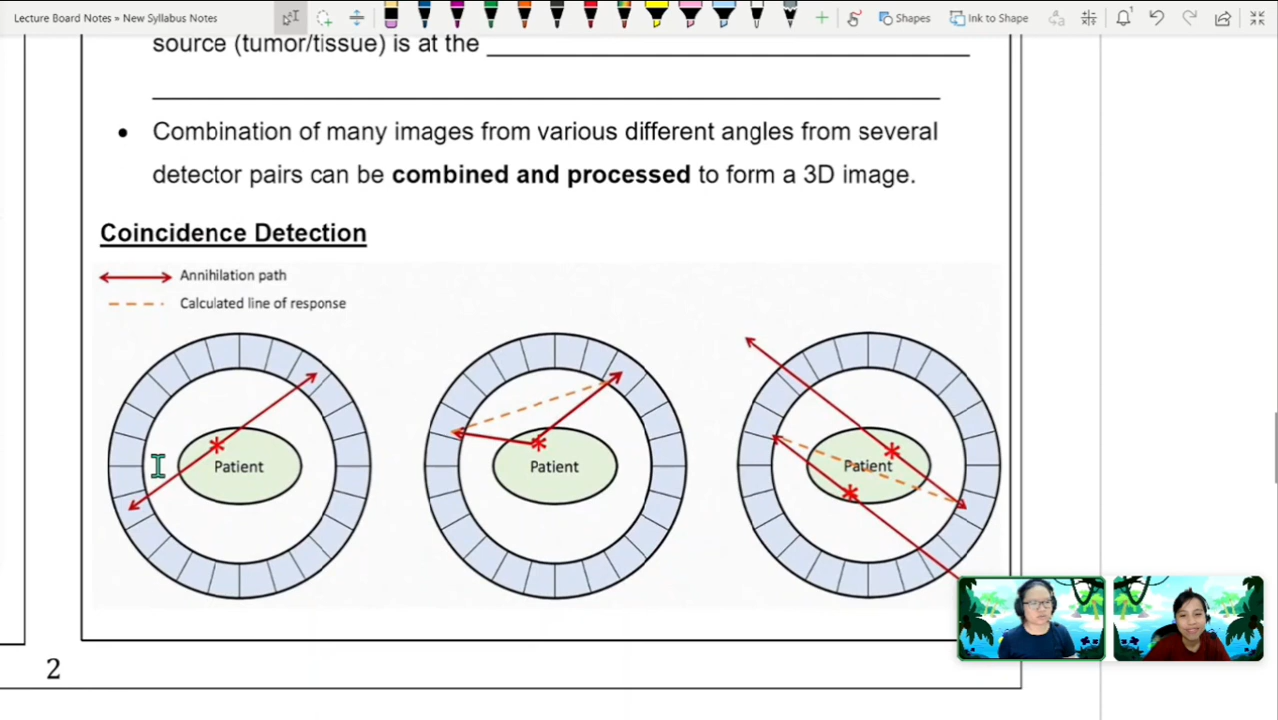 Lecture Board Notes » New Syllabus Notes
Shapes
Ink to Shape
source (tumor/tissue) is at the
• Combination of many images from various different angles from several
detector pairs can be combined and processed to form a 3D image.
Coincidence Detection
Annihilation path
Calculated line of response
Patient
Patient
Patient
2